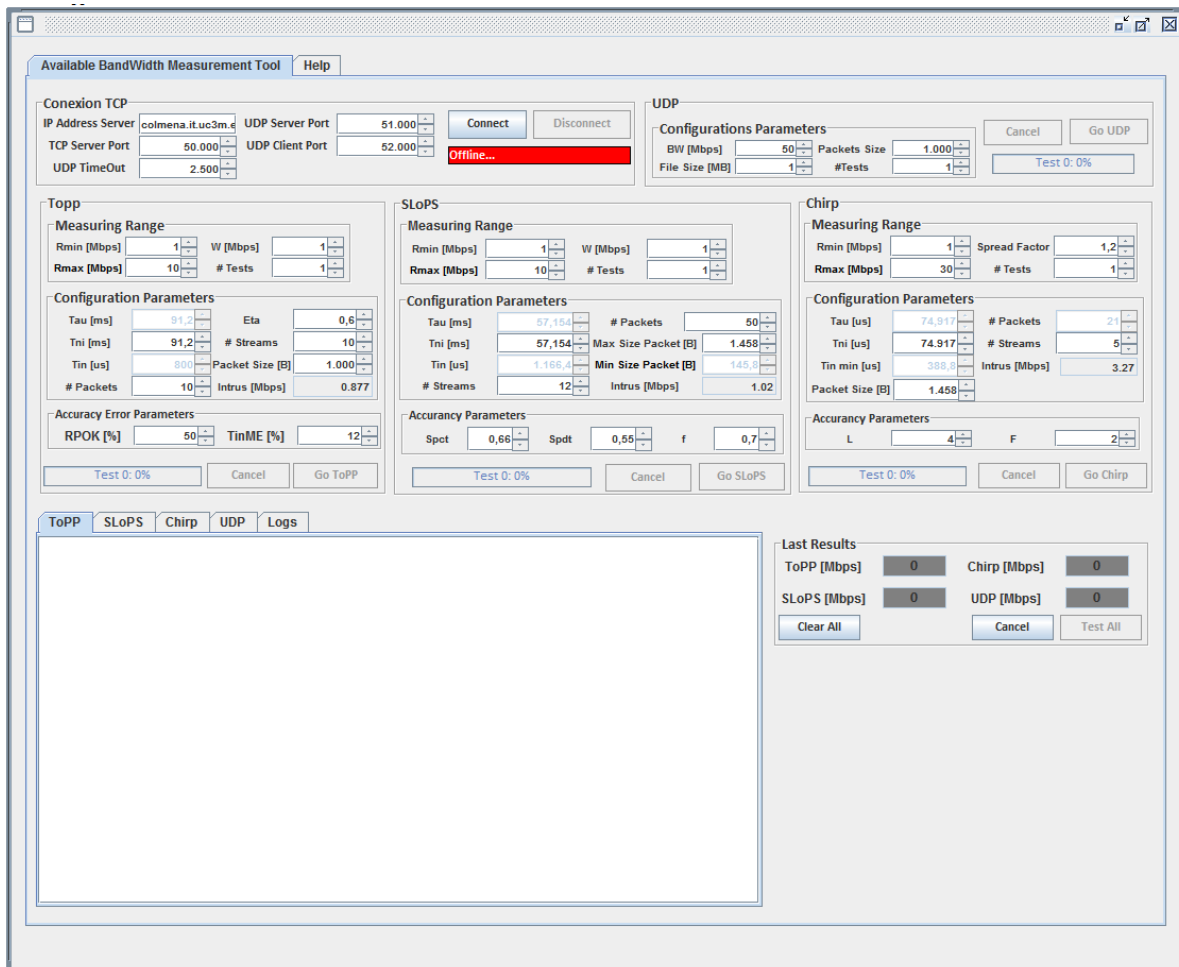 Available BandWidth Measurement Tool Help
Conexion TCP
IP Address Server colmena.it.uc3m.e UDP Server Port 51.000 Connect Disconnect
TCP Server Port 50.000 UDP Client Port 52.000 Offline...
UDP TimeOut 2.500
UDP
Configurations Parameters Cancel Go UDP
BW [Mbps] 50 Packets Size 1.000
File Size [MB] 1 #Tests 1 Test 0: 0%
Topp
Measuring Range
Rmin [Mbps] 1 W [Mbps] 1
Rmax [Mbps] 10 # Tests 1
Configuration Parameters
Tau [ms] 91,2 Eta 0,6
Tni [ms] 91,2 # Streams 10
Tin [us] 800 Packet Size [B] 1.000
# Packets 10 Intrus [Mbps] 0.877
Accuracy Error Parameters
RPOK [%] 50 TinME [%] 12
Test 0: 0% Cancel Go ToPP
SLoPS
Measuring Range
Rmin [Mbps] 1 W [Mbps] 1
Rmax [Mbps] 10 # Tests 1
Configuration Parameters
Tau [ms] 57,154 # Packets 50
Tni [ms] 57,154 Max Size Packet [B] 1.458
Tin [us] 1.166,4 Min Size Packet [B] 145,8
# Streams 12 Intrus [Mbps] 1.02
Accurancy Parameters
Spct 0,66 Spdt 0,55 f 0,7
Test 0: 0% Cancel Go SLoPS
Chirp
Measuring Range
Rmin [Mbps] 1 Spread Factor 1,2
Rmax [Mbps] 30 # Tests 1
Configuration Parameters
Tau [us] 74,917 # Packets 21
Tni [us] 74.917 # Streams 5
Tin min [us] 388,8 Intrus [Mbps] 3.27
Packet Size [B] 1.458
Accurancy Parameters
L 4 F 2
Test 0: 0% Cancel Go Chirp
ToPP SLoPS Chirp UDP Logs
Last Results
ToPP [Mbps] 0 Chirp [Mbps] 0
SLoPS [Mbps] 0 UDP [Mbps] 0
Clear All Cancel Test All